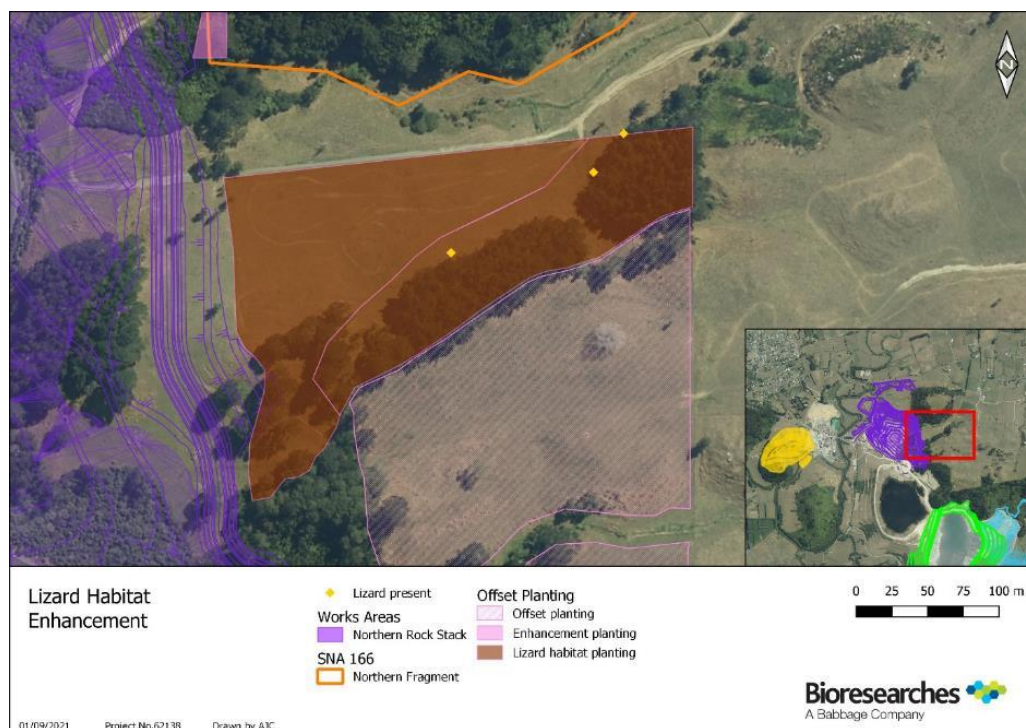 N
Lizard Habitat
Enhancement
Lizard present
Works Areas
Northern Rock Stack
SNA 166
Northern Fragment
Offset Planting
Offset planting
Enhancement planting
Lizard habitat planting
0 25 50 75 100 m
Bioresearches
A Babbage Company
01/09/2021 Project No.62138 Drawn by AJC